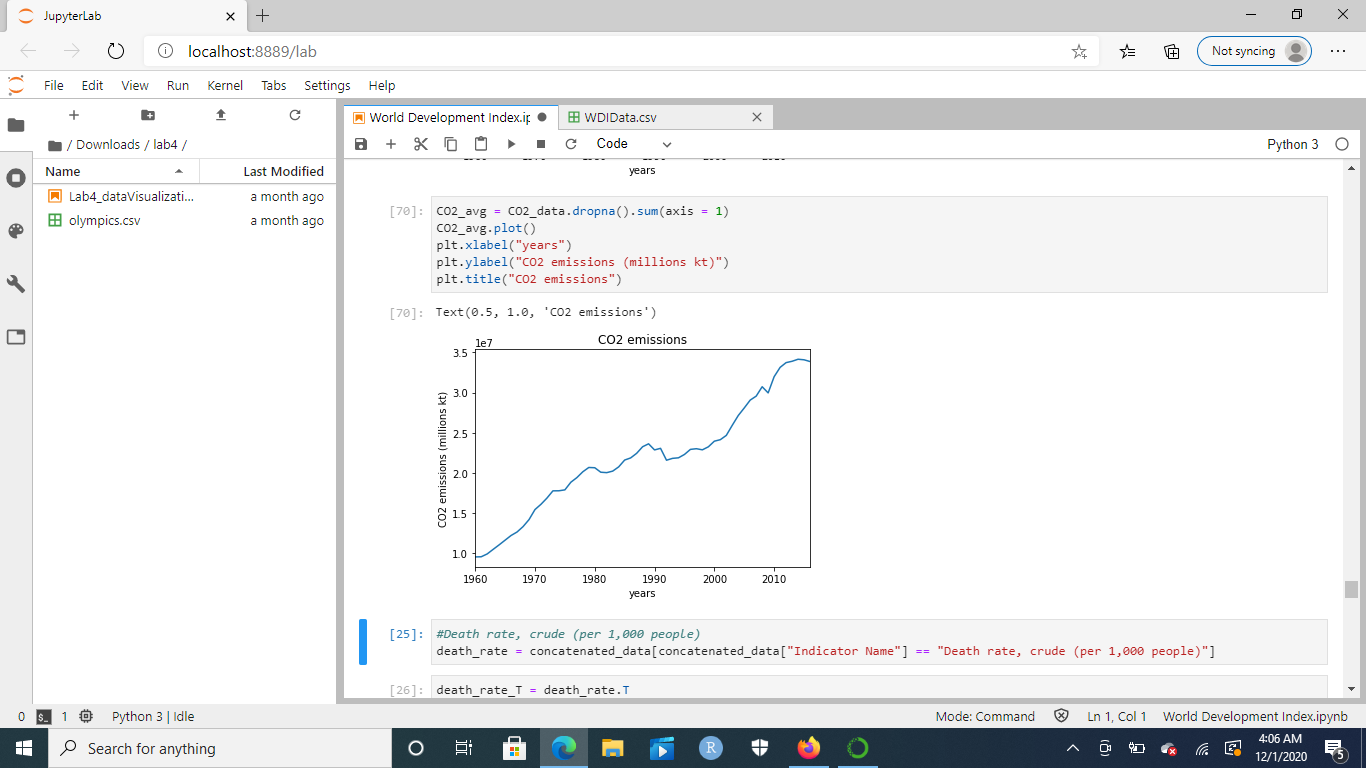 JupyterLab
localhost:8889/lab
Not syncing
File Edit View Run Kernel Tabs Settings Help
World Development Index.ip
WDIData.csv
/ Downloads / lab4 /
Code
Python 3
Name
Last Modified
Lab4_dataVisualizati...
a month ago
olympics.csv
a month ago
years
[70]:
CO2_avg = CO2_data.dropna().sum(axis = 1)
CO2_avg.plot()
plt.xlabel("years")
plt.ylabel("CO2 emissions (millions kt)")
plt.title("CO2 emissions")
[70]:
Text(0.5, 1.0, 'CO2 emissions')
CO2 emissions
1e7
3.5
3.0
2.5
2.0
1.5
1.0
CO2 emissions (millions kt)
1960 1970 1980 1990 2000 2010
years
[25]:
#Death rate, crude (per 1,000 people)
death_rate = concatenated_data[concatenated_data["Indicator Name"] == "Death rate, crude (per 1,000 people)"]
[26]:
death_rate_T = death_rate.T
0
$_
1
Python 3 | Idle
Mode: Command
Ln 1, Col 1
World Development Index.ipynb
Search for anything
R
4:06 AM
12/1/2020
5